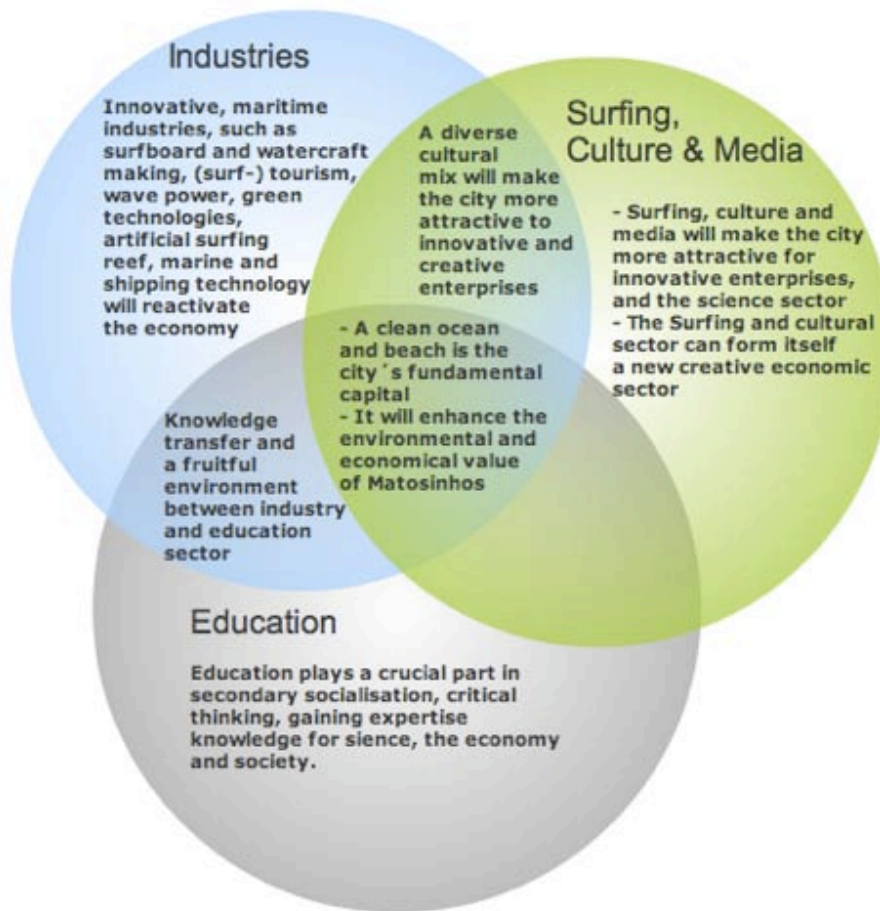 Industries
Innovative, maritime
industries, such as
surfboard and watercraft
making, (surf-) tourism,
wave power, green
technologies,
artificial surfing
reef, marine and
shipping technology
will reactivate
the economy
A diverse
cultural
mix will make
the city more
attractive to
innovative and
creative
enterprises
Surfing,
Culture & Media
- Surfing, culture and
media will make the city
more attractive for
innovative enterprises,
and the science sector
- The Surfing and cultural
sector can form itself
a new creative economic
sector
- A clean ocean
and beach is the
city´s fundamental
capital
- It will enhance the
environmental and
economical value
of Matosinhos
Knowledge
transfer and
a fruitful
environment
between industry
and education
sector
Education
Education plays a crucial part in
secondary socialisation, critical
thinking, gaining expertise
knowledge for sience, the economy
and society.